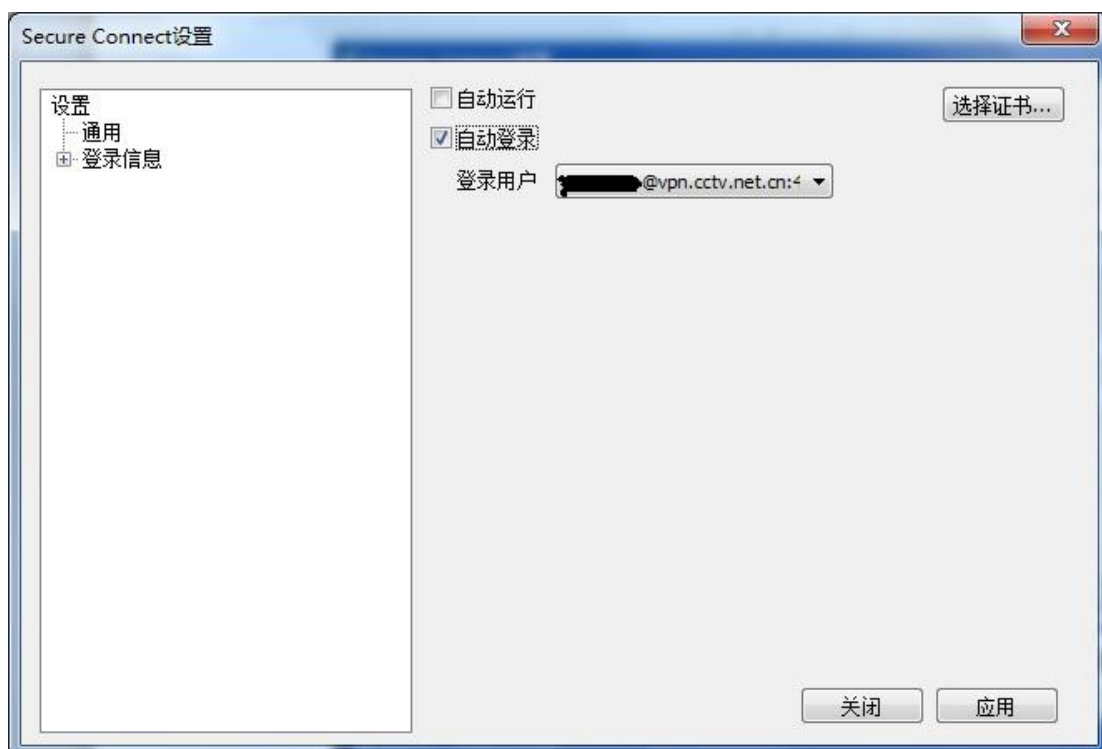 Secure Connect设置
设置
通用
登录信息
自动运行
选择证书...
自动登录
登录用户
@vpn.cctv.net.cn:4
关闭
应用